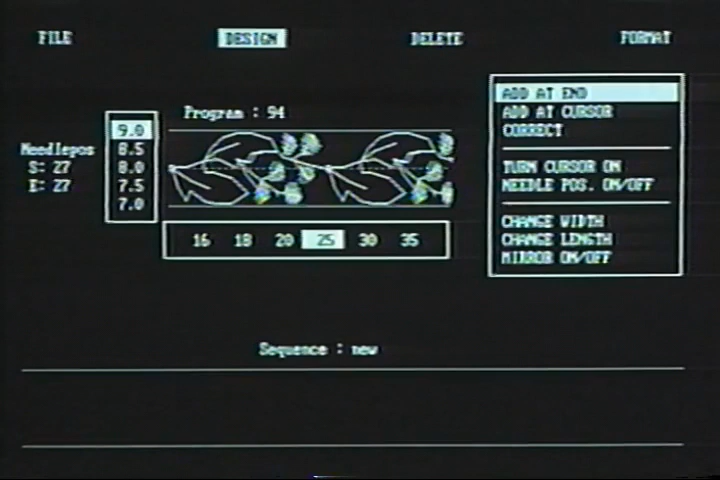 FILE DESIGN DELETE FORMAT
Program : 94
Needlepos
S: 27
E: 27
9.0
8.5
8.0
7.5
7.0
16 18 20 25 30 35
ADD AT END
ADD AT CURSOR
CORRECT
TURN CURSOR ON
NEEDLE POS. ON/OFF
CHANGE WIDTH
CHANGE LENGTH
MIRROR ON/OFF
Sequence : new